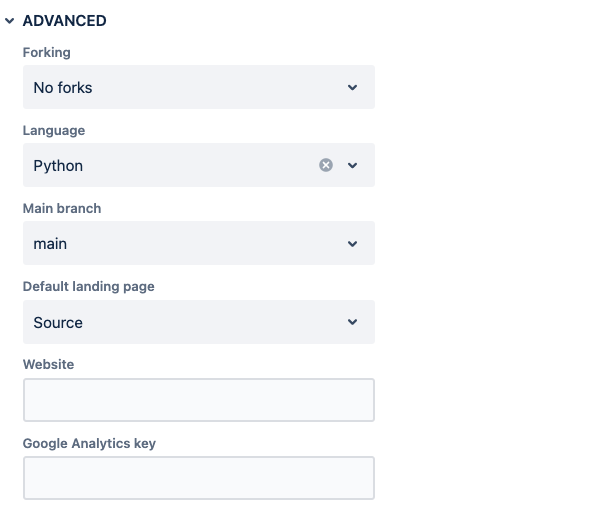 ADVANCED
Forking
No forks
Language
Python
Main branch
main
Default landing page
Source
Website
Google Analytics key